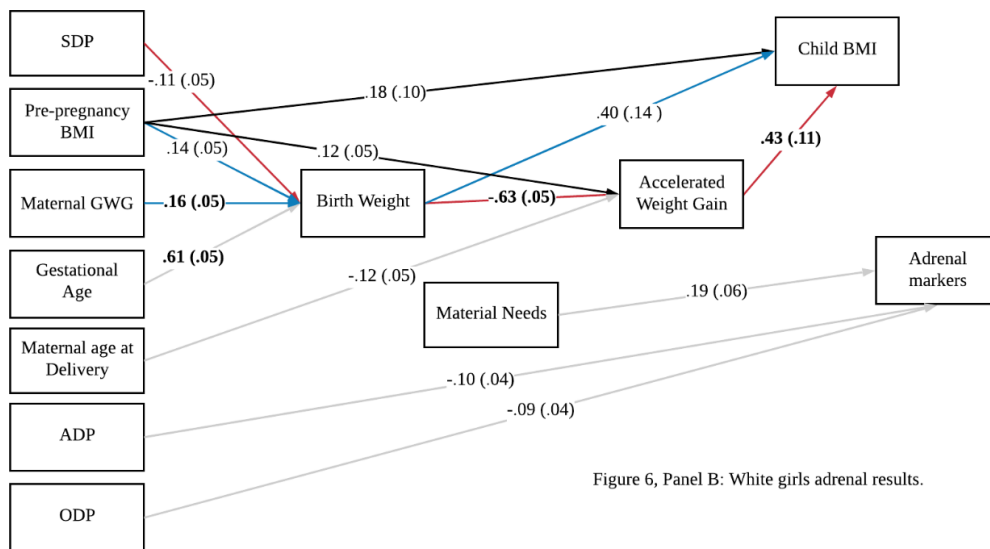 SDP
Child BMI
-.11 (.05)
.18 (.10)
Pre-pregnancy
BMI
.40 (.14 )
.14 (.05)
.12 (.05)
.43 (.11)
Maternal GWG
.16 (.05)
Birth Weight
-.63 (.05)
Accelerated
Weight Gain
.61 (.05)
Gestational
Age
-.12 (.05)
Material Needs
.19 (.06)
Adrenal
markers
Maternal age at
Delivery
-.10 (.04)
-.09 (.04)
ADP
Figure 6, Panel B: White girls adrenal results.
ODP